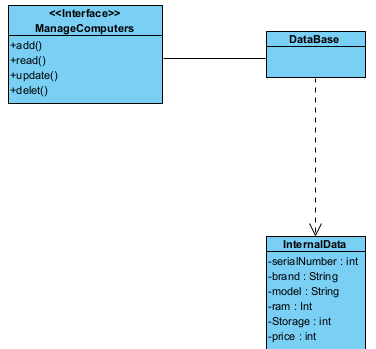 <<Interface>>
ManageComputers
+add()
+read()
+update()
+delet()
DataBase
InternalData
-serialNumber : int
-brand : String
-model : String
-ram : Int
-Storage : int
-price : int